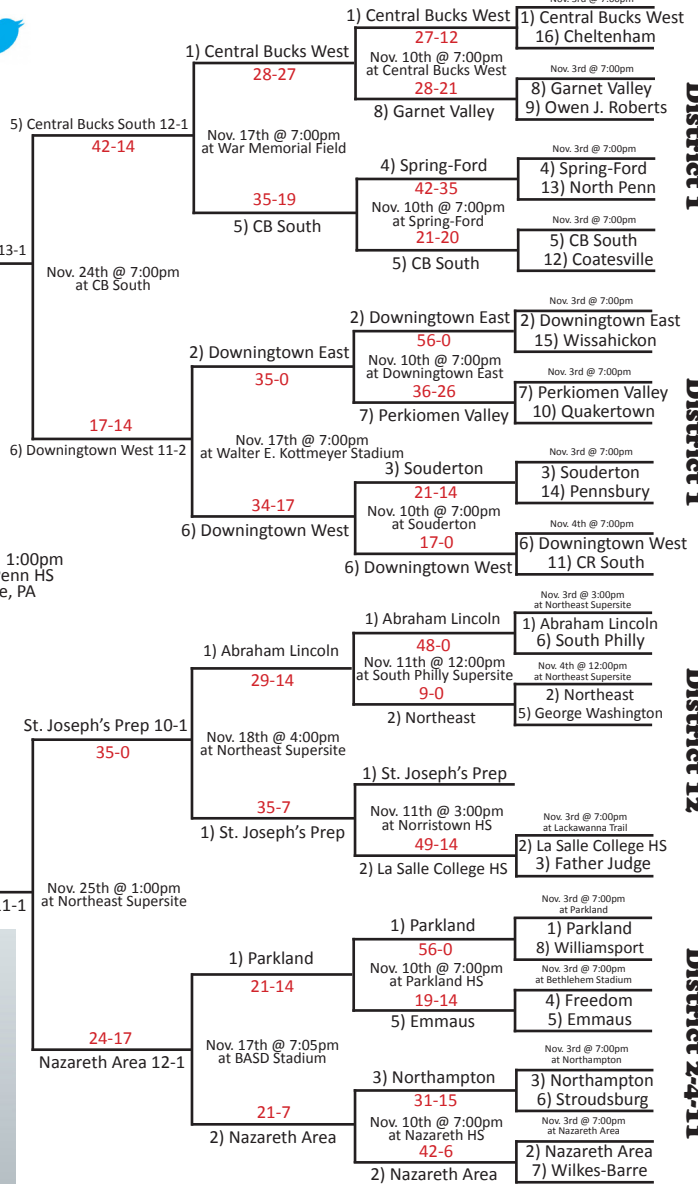 Nov. 3rd @ 7:00pm
1) Central Bucks West
16) Cheltenham
Nov. 3rd @ 7:00pm
8) Garnet Valley
9) Owen J. Roberts
Nov. 3rd @ 7:00pm
4) Spring-Ford
13) North Penn
Nov. 3rd @ 7:00pm
5) CB South
12) Coatesville
District 1
1) Central Bucks West
27-12
Nov. 10th @ 7:00pm
at Central Bucks West
28-21
8) Garnet Valley
4) Spring-Ford
42-35
Nov. 10th @ 7:00pm
at Spring-Ford
21-20
5) CB South
1) Central Bucks West
28-27
Nov. 17th @ 7:00pm
at War Memorial Field
35-19
5) CB South
5) Central Bucks South 12-1
42-14
Nov. 24th @ 7:00pm
at CB South
13-1
17-14
6) Downingtown West 11-2
2) Downingtown East
35-0
Nov. 17th @ 7:00pm
at Walter E. Kottmeyer Stadium
34-17
6) Downingtown West
2) Downingtown East
56-0
Nov. 10th @ 7:00pm
at Downingtown East
36-26
7) Perkiomen Valley
3) Souderton
21-14
Nov. 10th @ 7:00pm
at Souderton
17-0
6) Downingtown West
Nov. 3rd @ 7:00pm
2) Downingtown East
15) Wissahickon
Nov. 3rd @ 7:00pm
7) Perkiomen Valley
10) Quakertown
Nov. 3rd @ 7:00pm
3) Souderton
14) Pennsbury
Nov. 4th @ 7:00pm
6) Downingtown West
11) CR South
District 1
1:00pm
enn HS
e, PA
Nov. 3rd @ 3:00pm
at Northeast Supersite
1) Abraham Lincoln
6) South Philly
Nov. 4th @ 12:00pm
at Northeast Supersite
2) Northeast
5) George Washington
Nov. 3rd @ 7:00pm
at Lackawanna Trail
2) La Salle College HS
3) Father Judge
District 12
1) Abraham Lincoln
48-0
Nov. 11th @ 12:00pm
at South Philly Supersite
9-0
2) Northeast
1) St. Joseph's Prep
Nov. 11th @ 3:00pm
at Norristown HS
49-14
2) La Salle College HS
1) Abraham Lincoln
29-14
Nov. 18th @ 4:00pm
at Northeast Supersite
35-7
1) St. Joseph's Prep
St. Joseph's Prep 10-1
35-0
Nov. 25th @ 1:00pm
at Northeast Supersite
11-1
24-17
Nazareth Area 12-1
1) Parkland
21-14
Nov. 17th @ 7:05pm
at BASD Stadium
21-7
2) Nazareth Area
1) Parkland
56-0
Nov. 10th @ 7:00pm
at Parkland HS
19-14
5) Emmaus
3) Northampton
31-15
Nov. 10th @ 7:00pm
at Nazareth HS
42-6
2) Nazareth Area
Nov. 3rd @ 7:00pm
at Parkland
1) Parkland
8) Williamsport
Nov. 3rd @ 7:00pm
at Bethlehem Stadium
4) Freedom
5) Emmaus
Nov. 3rd @ 7:00pm
at Northampton
3) Northampton
6) Stroudsburg
Nov. 3rd @ 7:00pm
at Nazareth Area
2) Nazareth Area
7) Wilkes-Barre
District 2-4-11